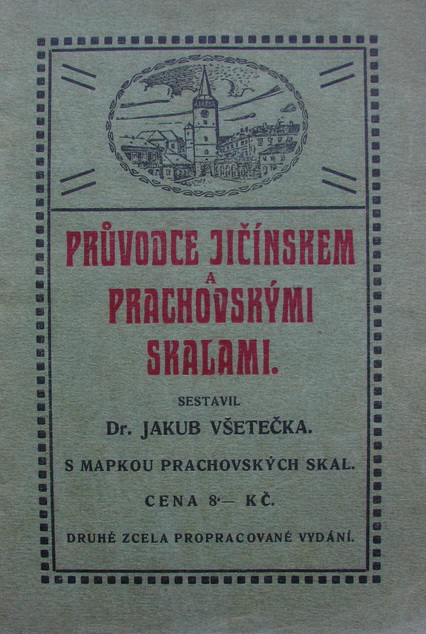 PRŮVODCE JIČÍNSKEM
A
PRACHOVSKÝMI
SKALAMI.
SESTAVIL
Dr. JAKUB VŠETEČKA.
S MAPKOU PRACHOVSKÝCH SKAL.
CENA 8·— KČ.
DRUHÉ ZCELA PROPRACOVANÉ VYDÁNÍ.